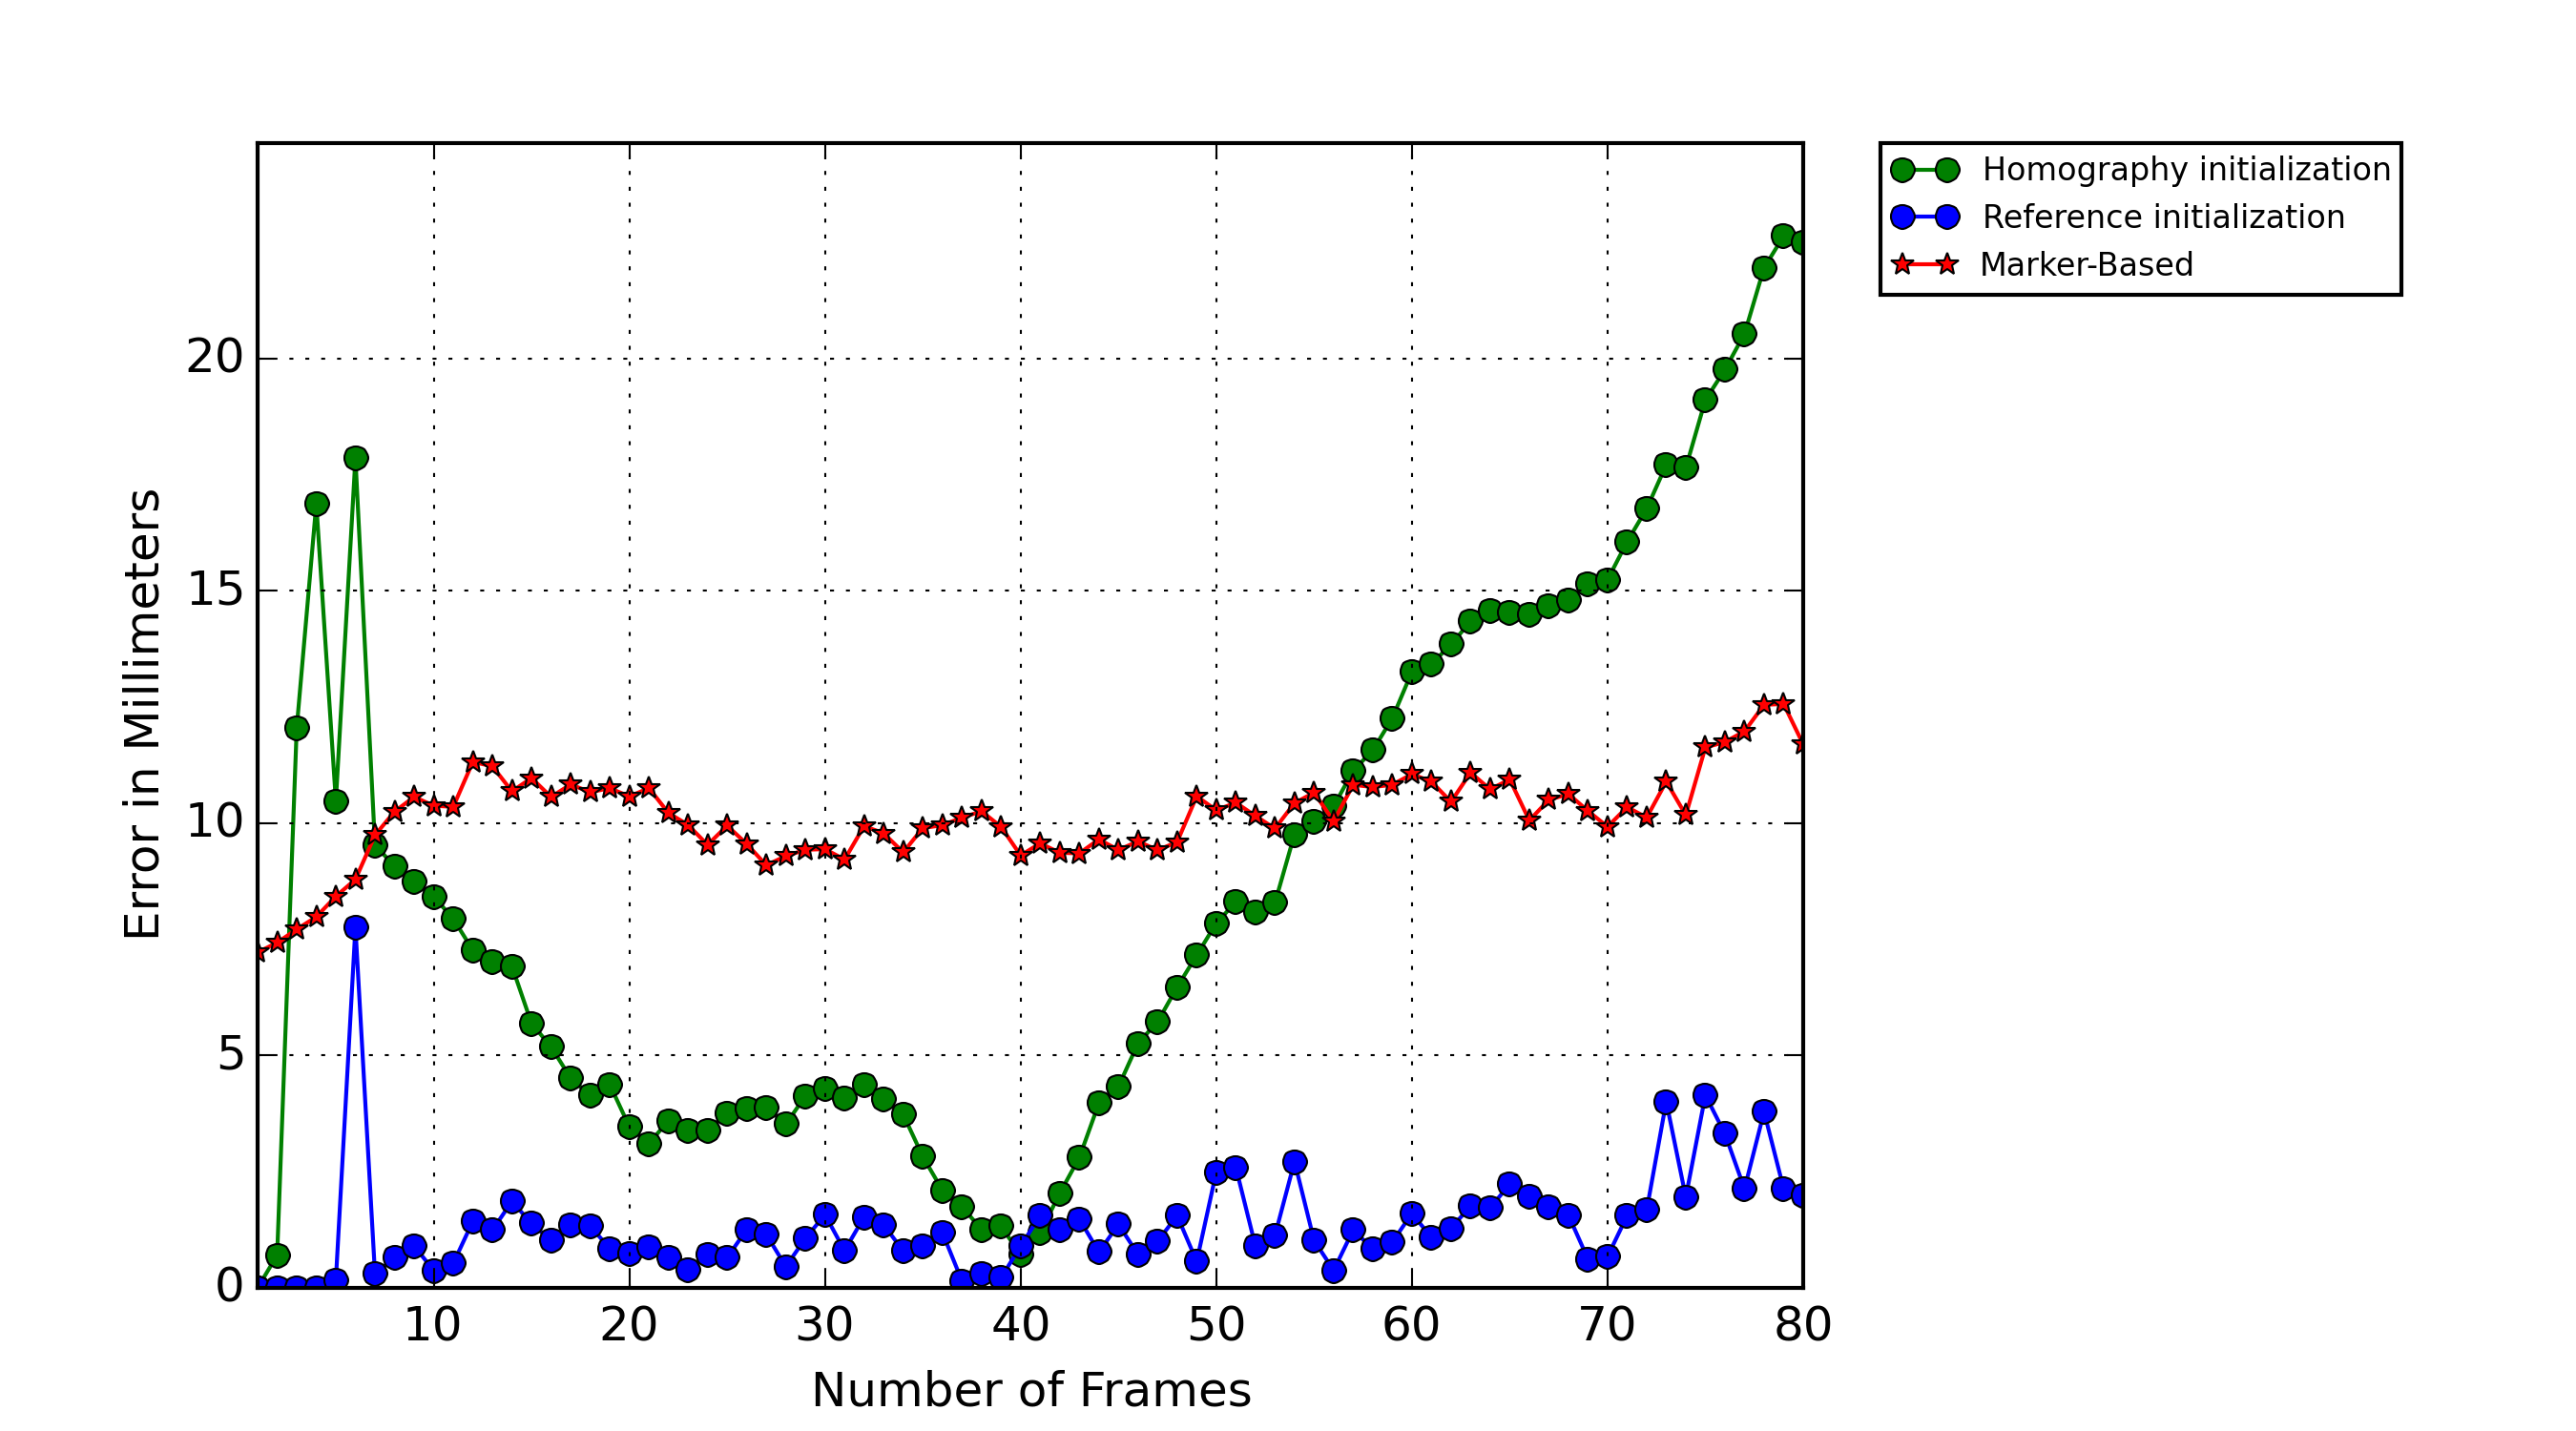 Homography initialization
Reference initialization
Marker-Based
20
15
10
5
0
Error in Millimeters
10 20 30 40 50 60 70 80
Number of Frames